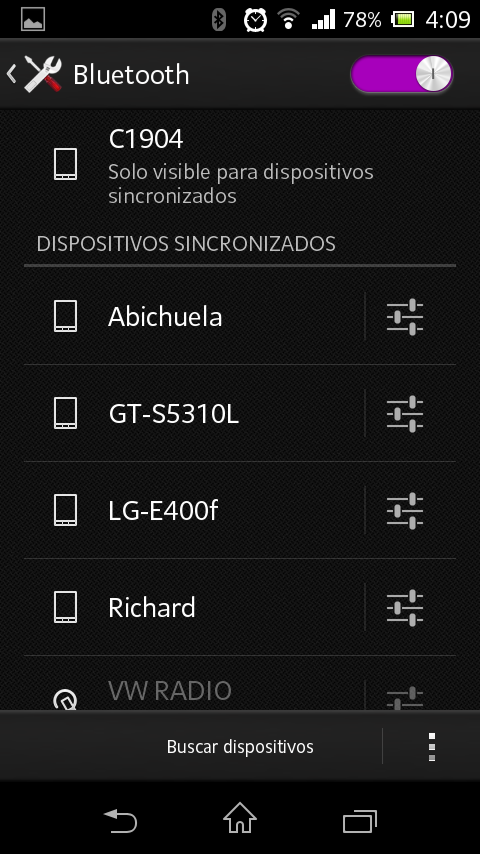 78% 4:09
Bluetooth
C1904
Solo visible para dispositivos
sincronizados
DISPOSITIVOS SINCRONIZADOS
Abichuela
GT-S5310L
LG-E400f
Richard
VW RADIO
Buscar dispositivos